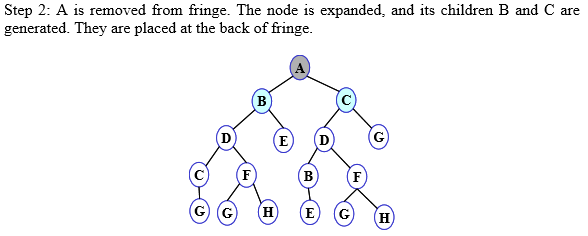 Step 2: A is removed from fringe. The node is expanded, and its children B and C are
generated. They are placed at the back of fringe.
A
B C
D E D G
C F B F
G G H E G H